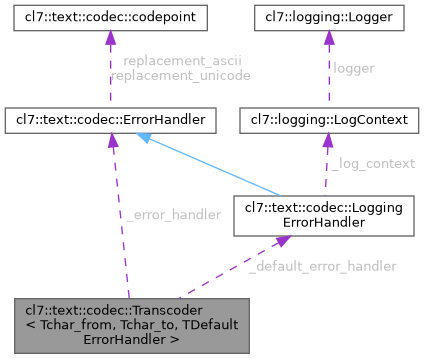 cl7::text::codec::codepoint
cl7::logging::Logger
replacement_ascii
replacement_unicode
logger
cl7::text::codec::ErrorHandler
cl7::logging::LogContext
_log_context
cl7::text::codec::Logging
ErrorHandler
_error_handler
_default_error_handler
cl7::text::codec::Transcoder
< Tchar_from, Tchar_to, TDefault
ErrorHandler >